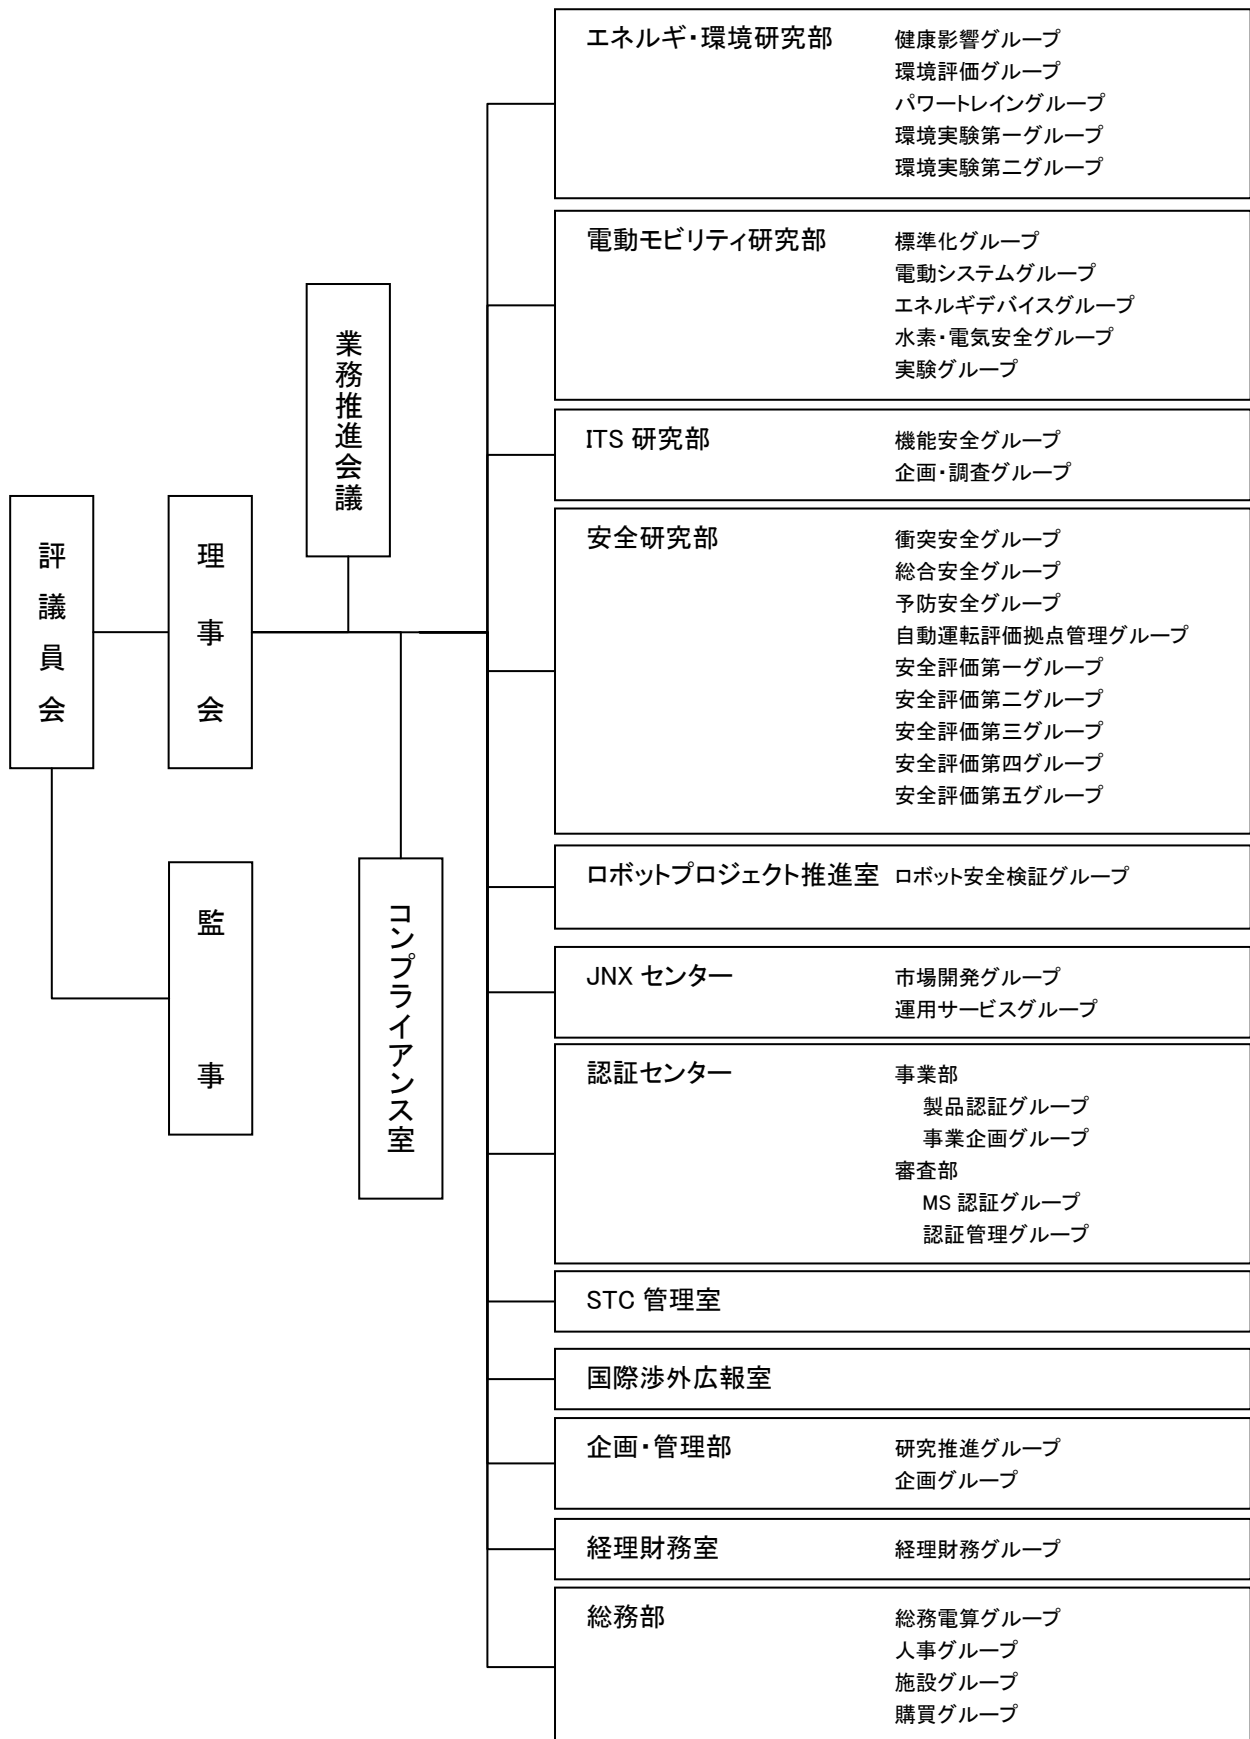 評議員会
理事会
監事
業務推進会議
コンプライアンス室
エネルギ・環境研究部
健康影響グループ
環境評価グループ
パワートレイングループ
環境実験第一グループ
環境実験第二グループ
電動モビリティ研究部
標準化グループ
電動システムグループ
エネルギデバイスグループ
水素・電気安全グループ
実験グループ
ITS 研究部
機能安全グループ
企画・調査グループ
安全研究部
衝突安全グループ
総合安全グループ
予防安全グループ
自動運転評価拠点管理グループ
安全評価第一グループ
安全評価第二グループ
安全評価第三グループ
安全評価第四グループ
安全評価第五グループ
ロボットプロジェクト推進室
ロボット安全検証グループ
JNX センター
市場開発グループ
運用サービスグループ
認証センター
事業部
製品認証グループ
事業企画グループ
審査部
MS 認証グループ
認証管理グループ
STC 管理室
国際渉外広報室
企画・管理部
研究推進グループ
企画グループ
経理財務室
経理財務グループ
総務部
総務電算グループ
人事グループ
施設グループ
購買グループ